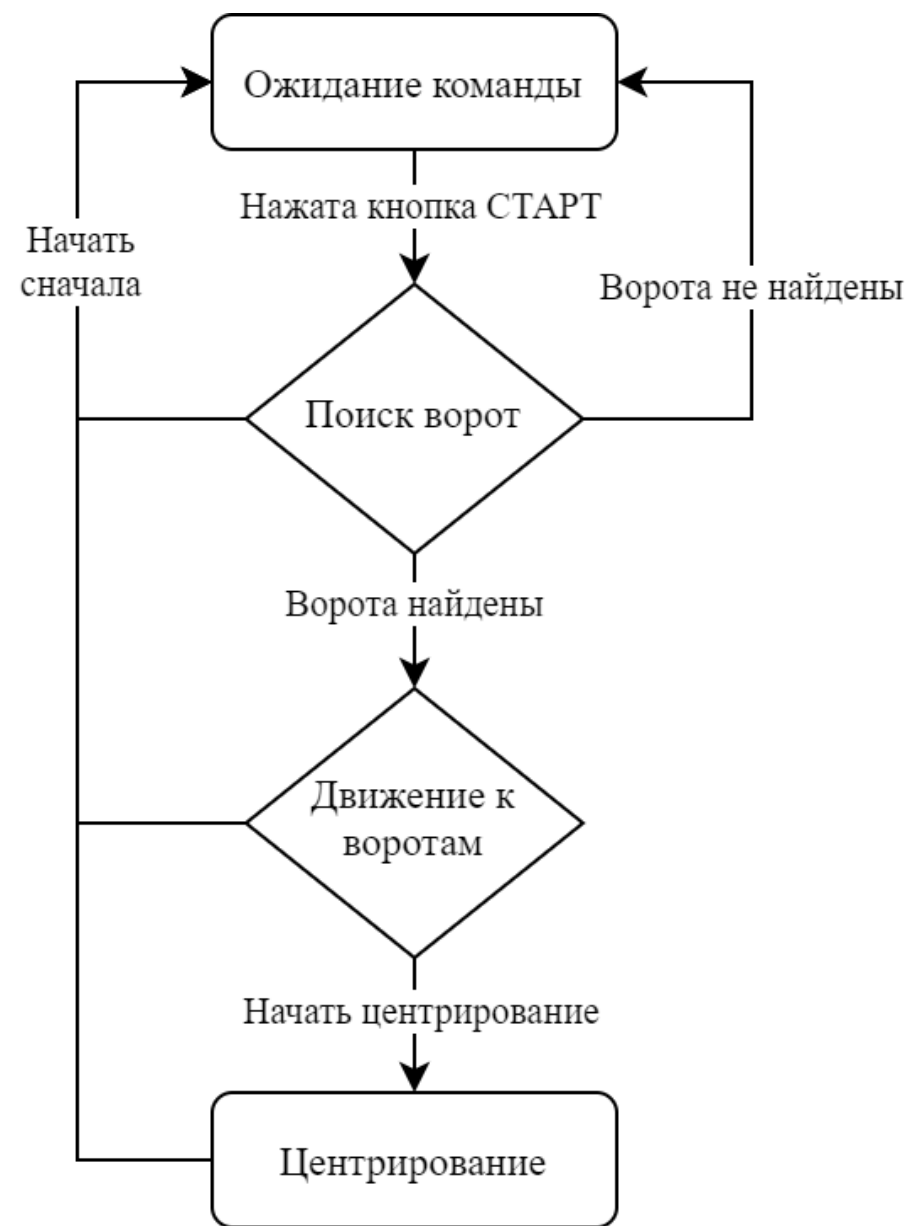 Ожидание команды
Нажата кнопка СТАРТ
Начать
сначала
Ворота не найдены
Поиск ворот
Ворота найдены
Движение к
воротам
Начать центрирование
Центрирование